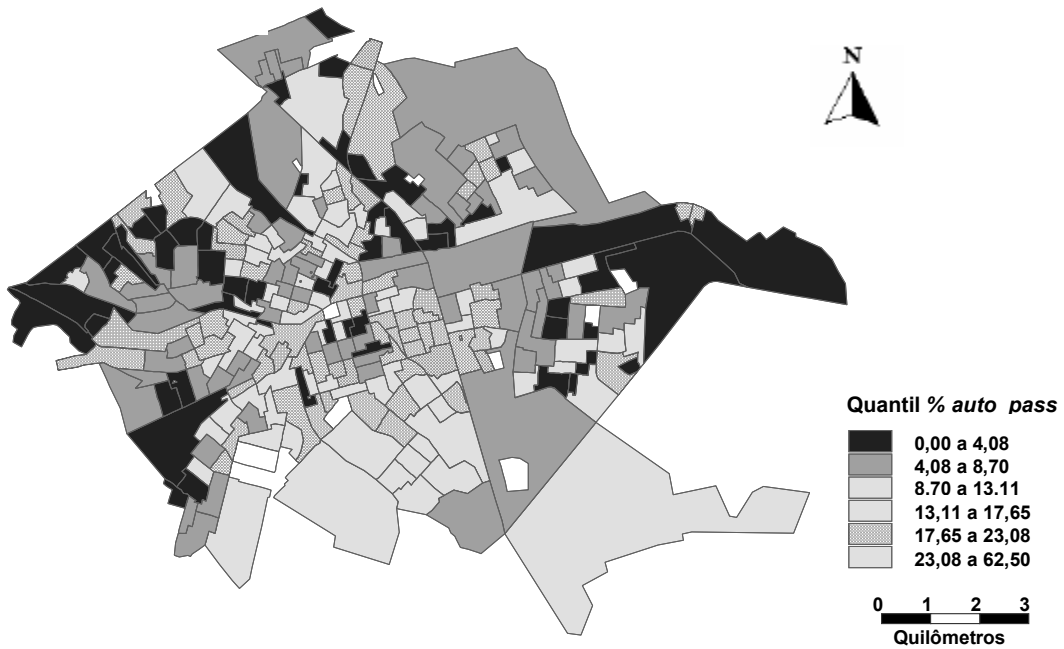 N
Quantil % auto pass
0,00 a 4,08
4,08 a 8,70
8.70 a 13.11
13,11 a 17,65
17,65 a 23,08
23,08 a 62,50
0 1 2 3
Quilômetros